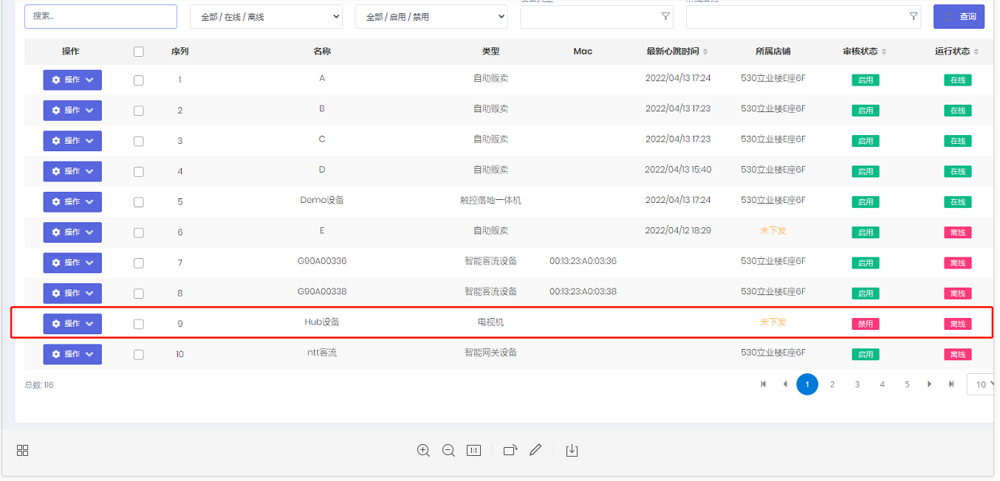 搜索...
全部 / 在线 / 离线
全部 / 启用 / 禁用
查询
操作 序列 名称 类型 Mac 最新心跳时间 所属店铺 审核状态 运行状态
操作 1 A 自助贩卖 2022/04/13 17:24 530立业楼E座6F 启用 在线
操作 2 B 自助贩卖 2022/04/13 17:23 530立业楼E座6F 启用 在线
操作 3 C 自助贩卖 2022/04/13 17:23 530立业楼E座6F 启用 在线
操作 4 D 自助贩卖 2022/04/13 15:40 530立业楼E座6F 启用 在线
操作 5 Demo设备 触控落地一体机 2022/04/13 17:24 530立业楼E座6F 启用 在线
操作 6 E 自助贩卖 2022/04/12 18:29 未下发 启用 离线
操作 7 G90A00336 智能客流设备 00:13:23:A0:03:36 530立业楼E座6F 启用 离线
操作 8 G90A00338 智能客流设备 00:13:23:A0:03:38 530立业楼E座6F 启用 离线
操作 9 Hub设备 电视机 未下发 禁用 离线
操作 10 ntt客流 智能网关设备 530立业楼E座6F 启用 离线
总数: 116
1 2 3 4 5 10
1:1